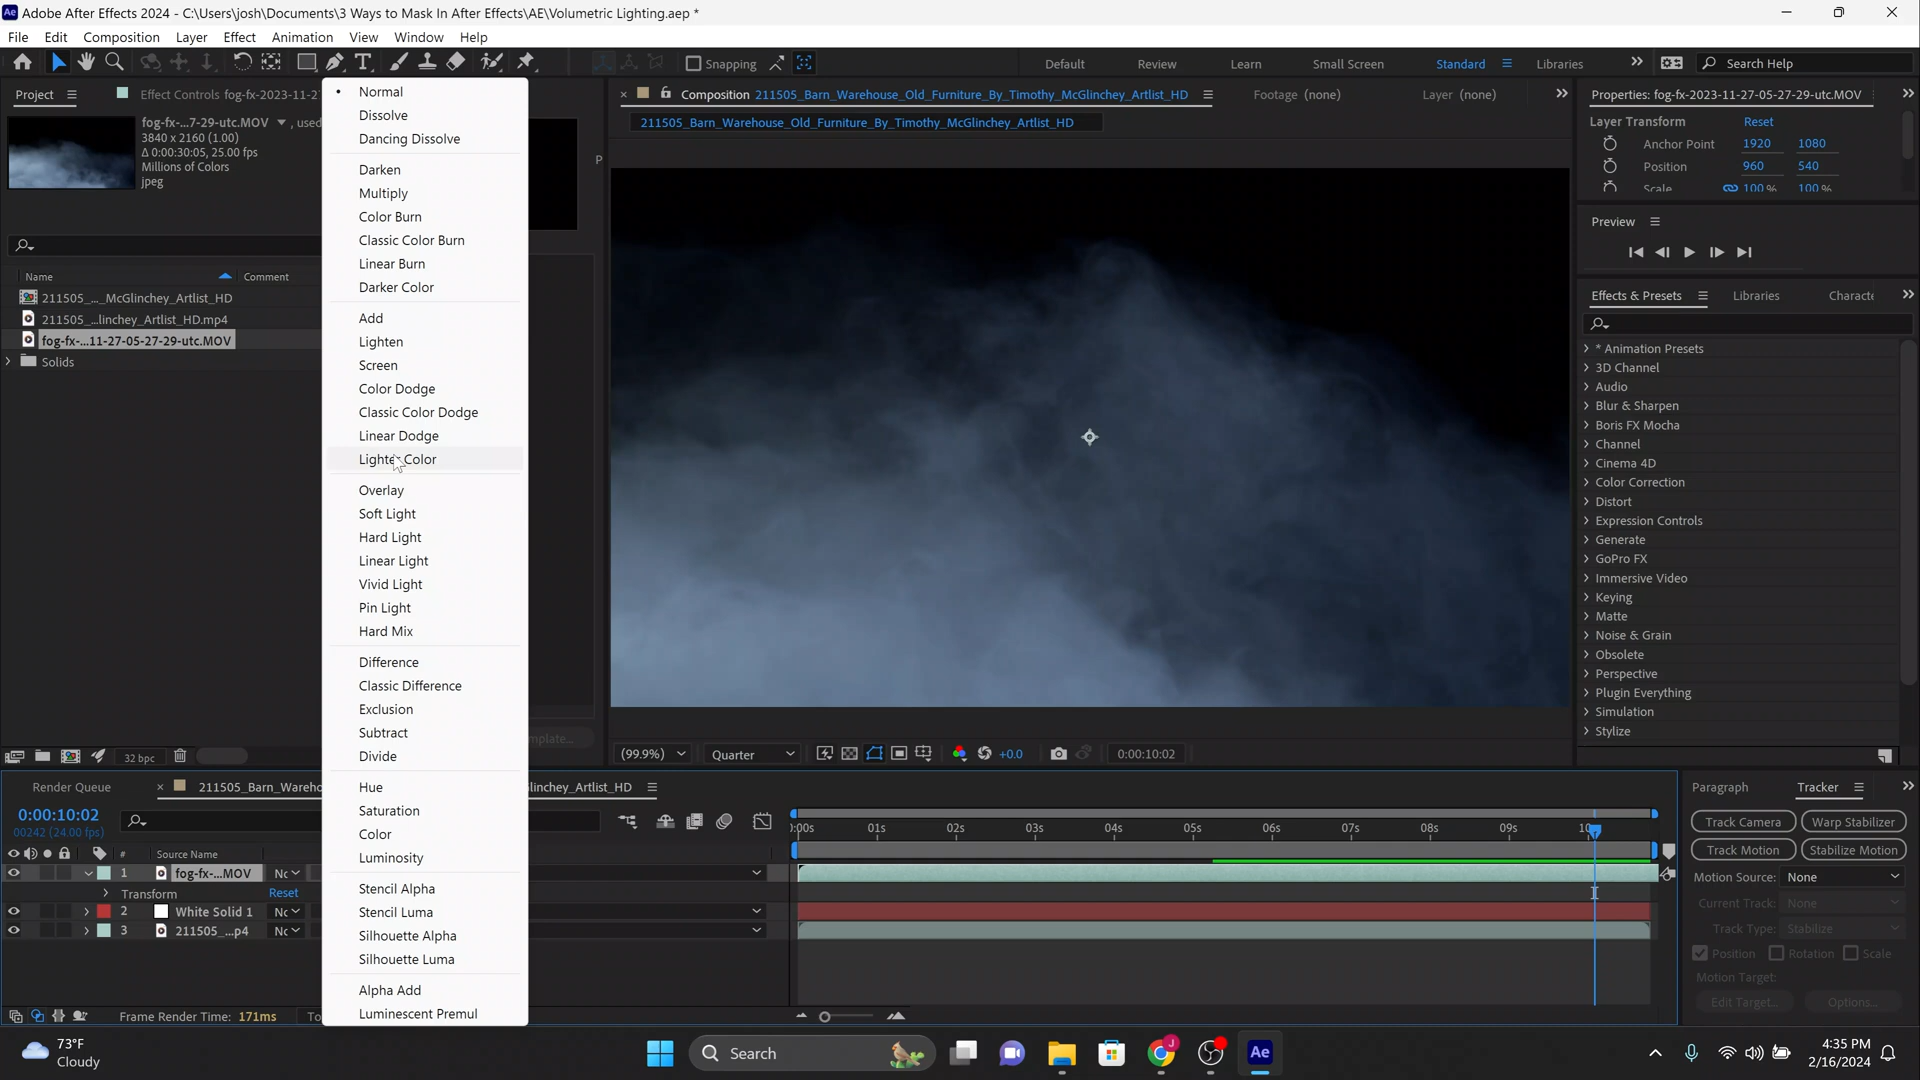 Adobe After Effects 2024 - C:\Users\josh\Documents\3 Ways to Mask In After Effects\AE\Volumetric Lighting.aep *
File Edit Composition Layer Effect Animation View Window Help
Snapping
Default Review Learn Small Screen Standard Libraries
Search Help
Project
Effect Controls fog-fx-2023-11-2
fog-fx-...7-29-utc.MOV , used
3840 x 2160 (1.00)
Δ 0:00:30:05, 25.00 fps
Millions of Colors
jpeg
Name Comment
211505_..._McGlinchey_Artlist_HD
211505_...linchey_Artlist_HD.mp4
fog-fx-...11-27-05-27-29-utc.MOV
Solids
32 bpc
Normal
Dissolve
Dancing Dissolve
Darken
Multiply
Color Burn
Classic Color Burn
Linear Burn
Darker Color
Add
Lighten
Screen
Color Dodge
Classic Color Dodge
Linear Dodge
Lighter Color
Overlay
Soft Light
Hard Light
Linear Light
Vivid Light
Pin Light
Hard Mix
Difference
Classic Difference
Exclusion
Subtract
Divide
Hue
Saturation
Color
Luminosity
Stencil Alpha
Stencil Luma
Silhouette Alpha
Silhouette Luma
Alpha Add
Luminescent Premul
P
mplate...
Composition 211505_Barn_Warehouse_Old_Furniture_By_Timothy_McGlinchey_Artlist_HD
Footage (none)
Layer (none)
211505_Barn_Warehouse_Old_Furniture_By_Timothy_McGlinchey_Artlist_HD
(99.9%) Quarter +0.0 0:00:10:02
Properties: fog-fx-2023-11-27-05-27-29-utc.MOV
Layer Transform Reset
Anchor Point 1920 1080
Position 960 540
Scale 100 % 100 %
Preview
Effects & Presets Libraries Characte
* Animation Presets
3D Channel
Audio
Blur & Sharpen
Boris FX Mocha
Channel
Cinema 4D
Color Correction
Distort
Expression Controls
Generate
GoPro FX
Immersive Video
Keying
Matte
Noise & Grain
Obsolete
Perspective
Plugin Everything
Simulation
Stylize
Render Queue
211505_Barn_Wareho
linchey_Artlist_HD
0:00:10:02
00242 (24.00 fps)
# Source Name
1 fog-fx-...MOV
Transform Reset
2 White Solid 1
3 211505_...p4
Frame Render Time: 171ms
0:00s 01s 02s 03s 04s 05s 06s 07s 08s 09s 10
Paragraph Tracker
Track Camera Warp Stabilizer
Track Motion Stabilize Motion
Motion Source: None
Current Track: None
Track Type: Stabilize
Position Rotation Scale
Motion Target:
Edit Target... Options...
73°F
Cloudy
Search
Ae
4:35 PM
2/16/2024